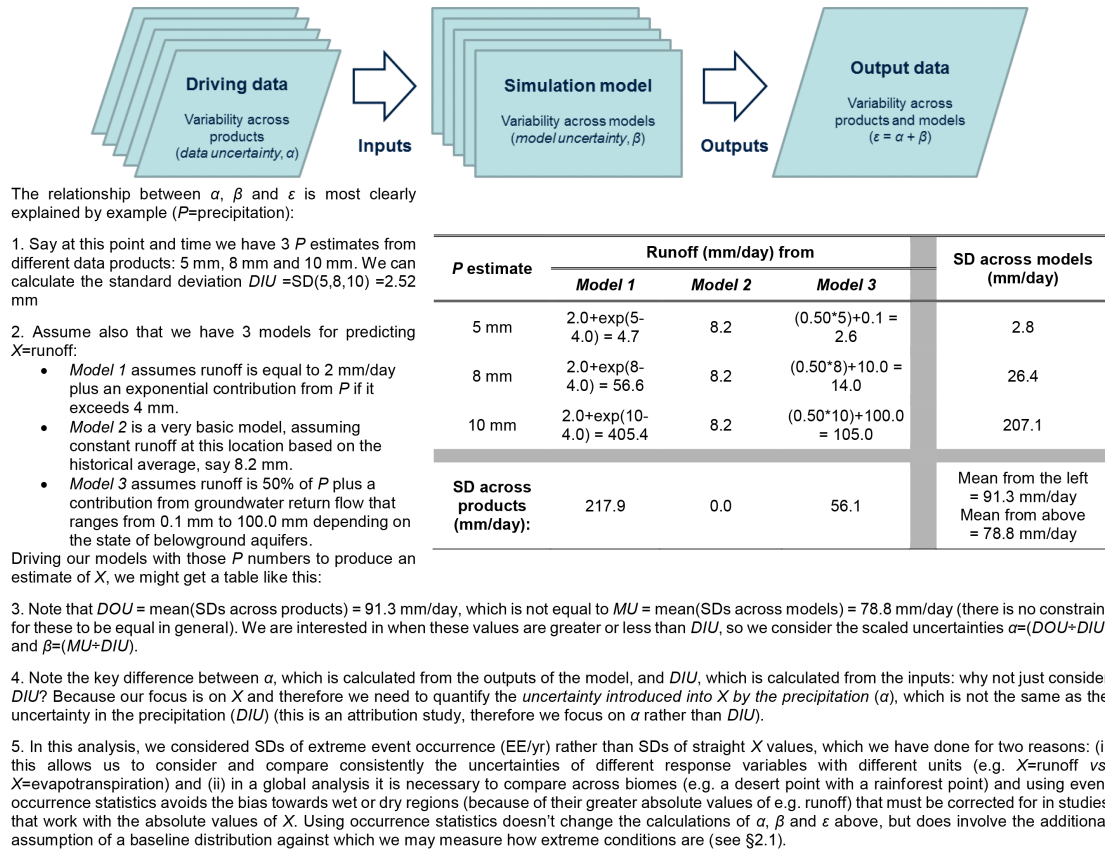 Driving data
Variability across
products
(data uncertainty, α)
Inputs
Simulation model
Variability across models
(model uncertainty, β)
Outputs
Output data
Variability across
products and models
(ε = α + β)
The relationship between α, β and ε is most clearly
explained by example (P=precipitation):
1. Say at this point and time we have 3 P estimates from
different data products: 5 mm, 8 mm and 10 mm. We can
calculate the standard deviation DIU =SD(5,8,10) =2.52
mm
2. Assume also that we have 3 models for predicting
X=runoff:
• Model 1 assumes runoff is equal to 2 mm/day
plus an exponential contribution from P if it
exceeds 4 mm.
• Model 2 is a very basic model, assuming
constant runoff at this location based on the
historical average, say 8.2 mm.
• Model 3 assumes runoff is 50% of P plus a
contribution from groundwater return flow that
ranges from 0.1 mm to 100.0 mm depending on
the state of belowground aquifers.
Driving our models with those P numbers to produce an
estimate of X, we might get a table like this:
P estimate
Runoff (mm/day) from
SD across models
(mm/day)
Model 1 Model 2 Model 3
5 mm
2.0+exp(5-
4.0) = 4.7
8.2
(0.50*5)+0.1 =
2.6
2.8
8 mm
2.0+exp(8-
4.0) = 56.6
8.2
(0.50*8)+10.0 =
14.0
26.4
10 mm
2.0+exp(10-
4.0) = 405.4
8.2
(0.50*10)+100.0
= 105.0
207.1
SD across
products
(mm/day):
217.9
0.0
56.1
Mean from the left
= 91.3 mm/day
Mean from above
= 78.8 mm/day
3. Note that DOU = mean(SDs across products) = 91.3 mm/day, which is not equal to MU = mean(SDs across models) = 78.8 mm/day (there is no constrain
for these to be equal in general). We are interested in when these values are greater or less than DIU, so we consider the scaled uncertainties α=(DOU÷DIU
and β=(MU÷DIU).
4. Note the key difference between α, which is calculated from the outputs of the model, and DIU, which is calculated from the inputs: why not just conside
DIU? Because our focus is on X and therefore we need to quantify the uncertainty introduced into X by the precipitation (α), which is not the same as the
uncertainty in the precipitation (DIU) (this is an attribution study, therefore we focus on α rather than DIU).
5. In this analysis, we considered SDs of extreme event occurrence (EE/yr) rather than SDs of straight X values, which we have done for two reasons: (i
this allows us to consider and compare consistently the uncertainties of different response variables with different units (e.g. X=runoff vs
X=evapotranspiration) and (ii) in a global analysis it is necessary to compare across biomes (e.g. a desert point with a rainforest point) and using even
occurrence statistics avoids the bias towards wet or dry regions (because of their greater absolute values of e.g. runoff) that must be corrected for in studies
that work with the absolute values of X. Using occurrence statistics doesn't change the calculations of α, β and ε above, but does involve the additiona
assumption of a baseline distribution against which we may measure how extreme conditions are (see §2.1).